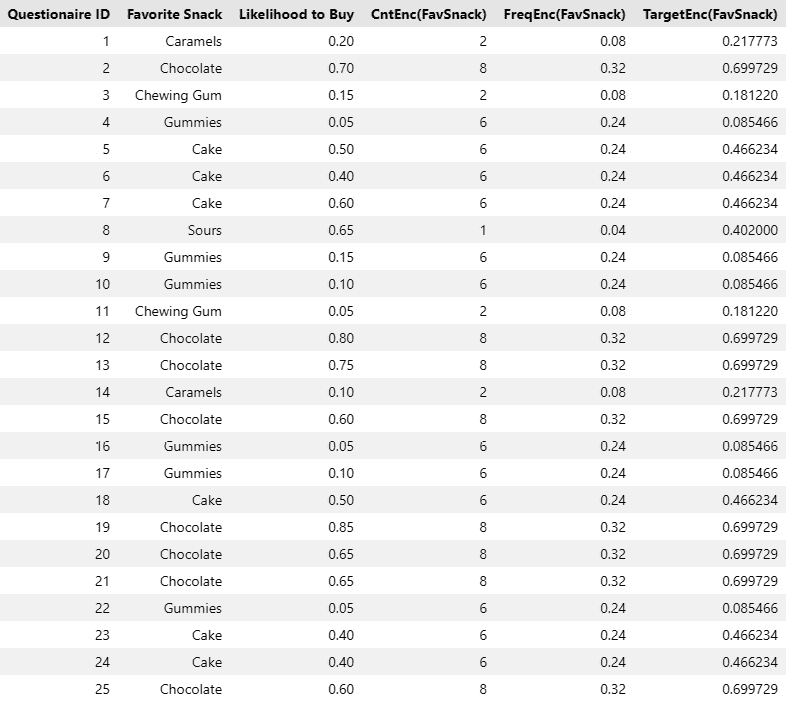 Questionaire ID Favorite Snack Likelihood to Buy CntEnc(FavSnack) FreqEnc(FavSnack) TargetEnc(FavSnack)
1 Caramels 0.20 2 0.08 0.217773
2 Chocolate 0.70 8 0.32 0.699729
3 Chewing Gum 0.15 2 0.08 0.181220
4 Gummies 0.05 6 0.24 0.085466
5 Cake 0.50 6 0.24 0.466234
6 Cake 0.40 6 0.24 0.466234
7 Cake 0.60 6 0.24 0.466234
8 Sours 0.65 1 0.04 0.402000
9 Gummies 0.15 6 0.24 0.085466
10 Gummies 0.10 6 0.24 0.085466
11 Chewing Gum 0.05 2 0.08 0.181220
12 Chocolate 0.80 8 0.32 0.699729
13 Chocolate 0.75 8 0.32 0.699729
14 Caramels 0.10 2 0.08 0.217773
15 Chocolate 0.60 8 0.32 0.699729
16 Gummies 0.05 6 0.24 0.085466
17 Gummies 0.10 6 0.24 0.085466
18 Cake 0.50 6 0.24 0.466234
19 Chocolate 0.85 8 0.32 0.699729
20 Chocolate 0.65 8 0.32 0.699729
21 Chocolate 0.65 8 0.32 0.699729
22 Gummies 0.05 6 0.24 0.085466
23 Cake 0.40 6 0.24 0.466234
24 Cake 0.40 6 0.24 0.466234
25 Chocolate 0.60 8 0.32 0.699729